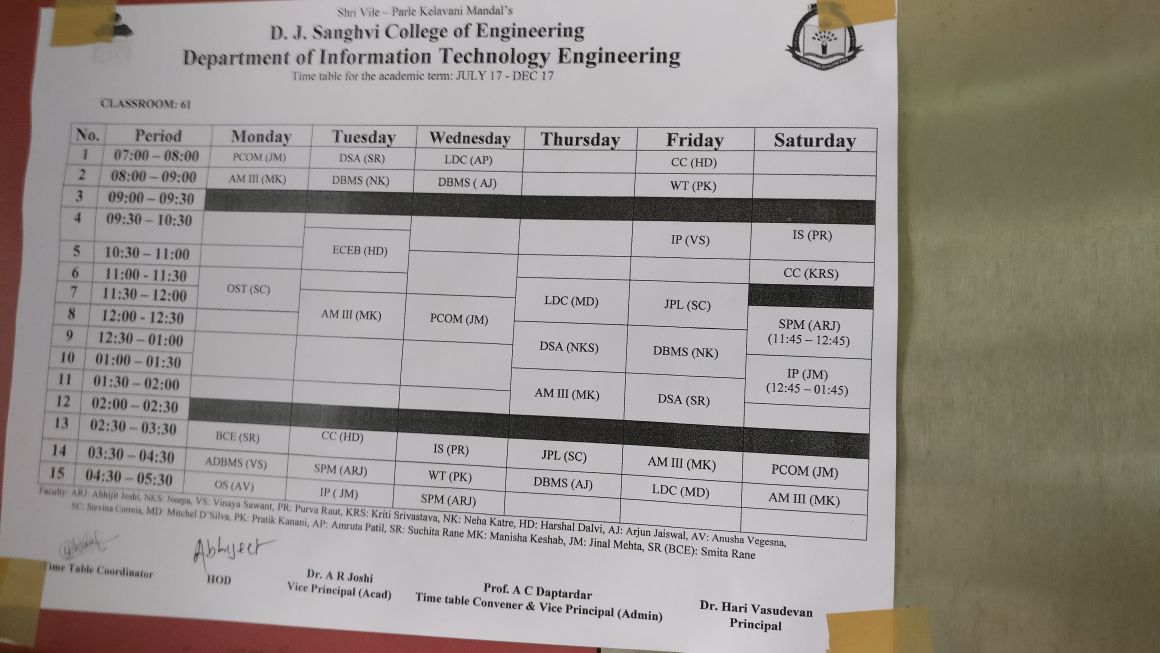 Shri Vile – Parle Kelavani Mandal's
D. J. Sanghvi College of Engineering
Department of Information Technology Engineering
Time table for the academic term: JULY 17 - DEC 17
CLASSROOM: 61
No. Period Monday Tuesday Wednesday Thursday Friday Saturday
1 07:00 – 08:00 PCOM (JM) DSA (SR) LDC (AP) CC (HD)
2 08:00 – 09:00 AM III (MK) DBMS (NK) DBMS ( AJ) WT (PK)
3 09:00 – 09:30
4 09:30 – 10:30 IP (VS) IS (PR)
5 10:30 – 11:00 ECEB (HD)
6 11:00 - 11:30 CC (KRS)
7 11:30 – 12:00 OST (SC) LDC (MD) JPL (SC)
8 12:00 - 12:30 AM III (MK) PCOM (JM) SPM (ARJ)
(11:45 – 12:45)
9 12:30 – 01:00 DSA (NKS) DBMS (NK)
10 01:00 – 01:30 IP (JM)
(12:45 – 01:45)
11 01:30 – 02:00 AM III (MK) DSA (SR)
12 02:00 – 02:30
13 02:30 – 03:30 BCE (SR) CC (HD) IS (PR) JPL (SC) AM III (MK) PCOM (JM)
14 03:30 – 04:30 ADBMS (VS) SPM (ARJ) WT (PK) DBMS (AJ) LDC (MD) AM III (MK)
15 04:30 – 05:30 OS (AV) IP ( JM) SPM (ARJ)
Faculty: ARJ: Abhijit Joshi, NKS: Neepa, VS: Vinaya Sawant, PR: Purva Raut, KRS: Kriti Srivastava, NK: Neha Katre, HD: Harshal Dalvi, AJ: Arjun Jaiswal, AV: Anusha Vegesna,
SC: Stevina Correia, MD: Mitchel D'Silva, PK: Pratik Kanani, AP: Amruta Patil, SR: Suchita Rane MK: Manisha Keshab, JM: Jinal Mehta, SR (BCE): Smita Rane
Abhijeet
Time Table Coordinator
HOD
Dr. A R Joshi
Vice Principal (Acad)
Prof. A C Daptardar
Time table Convener & Vice Principal (Admin)
Dr. Hari Vasudevan
Principal